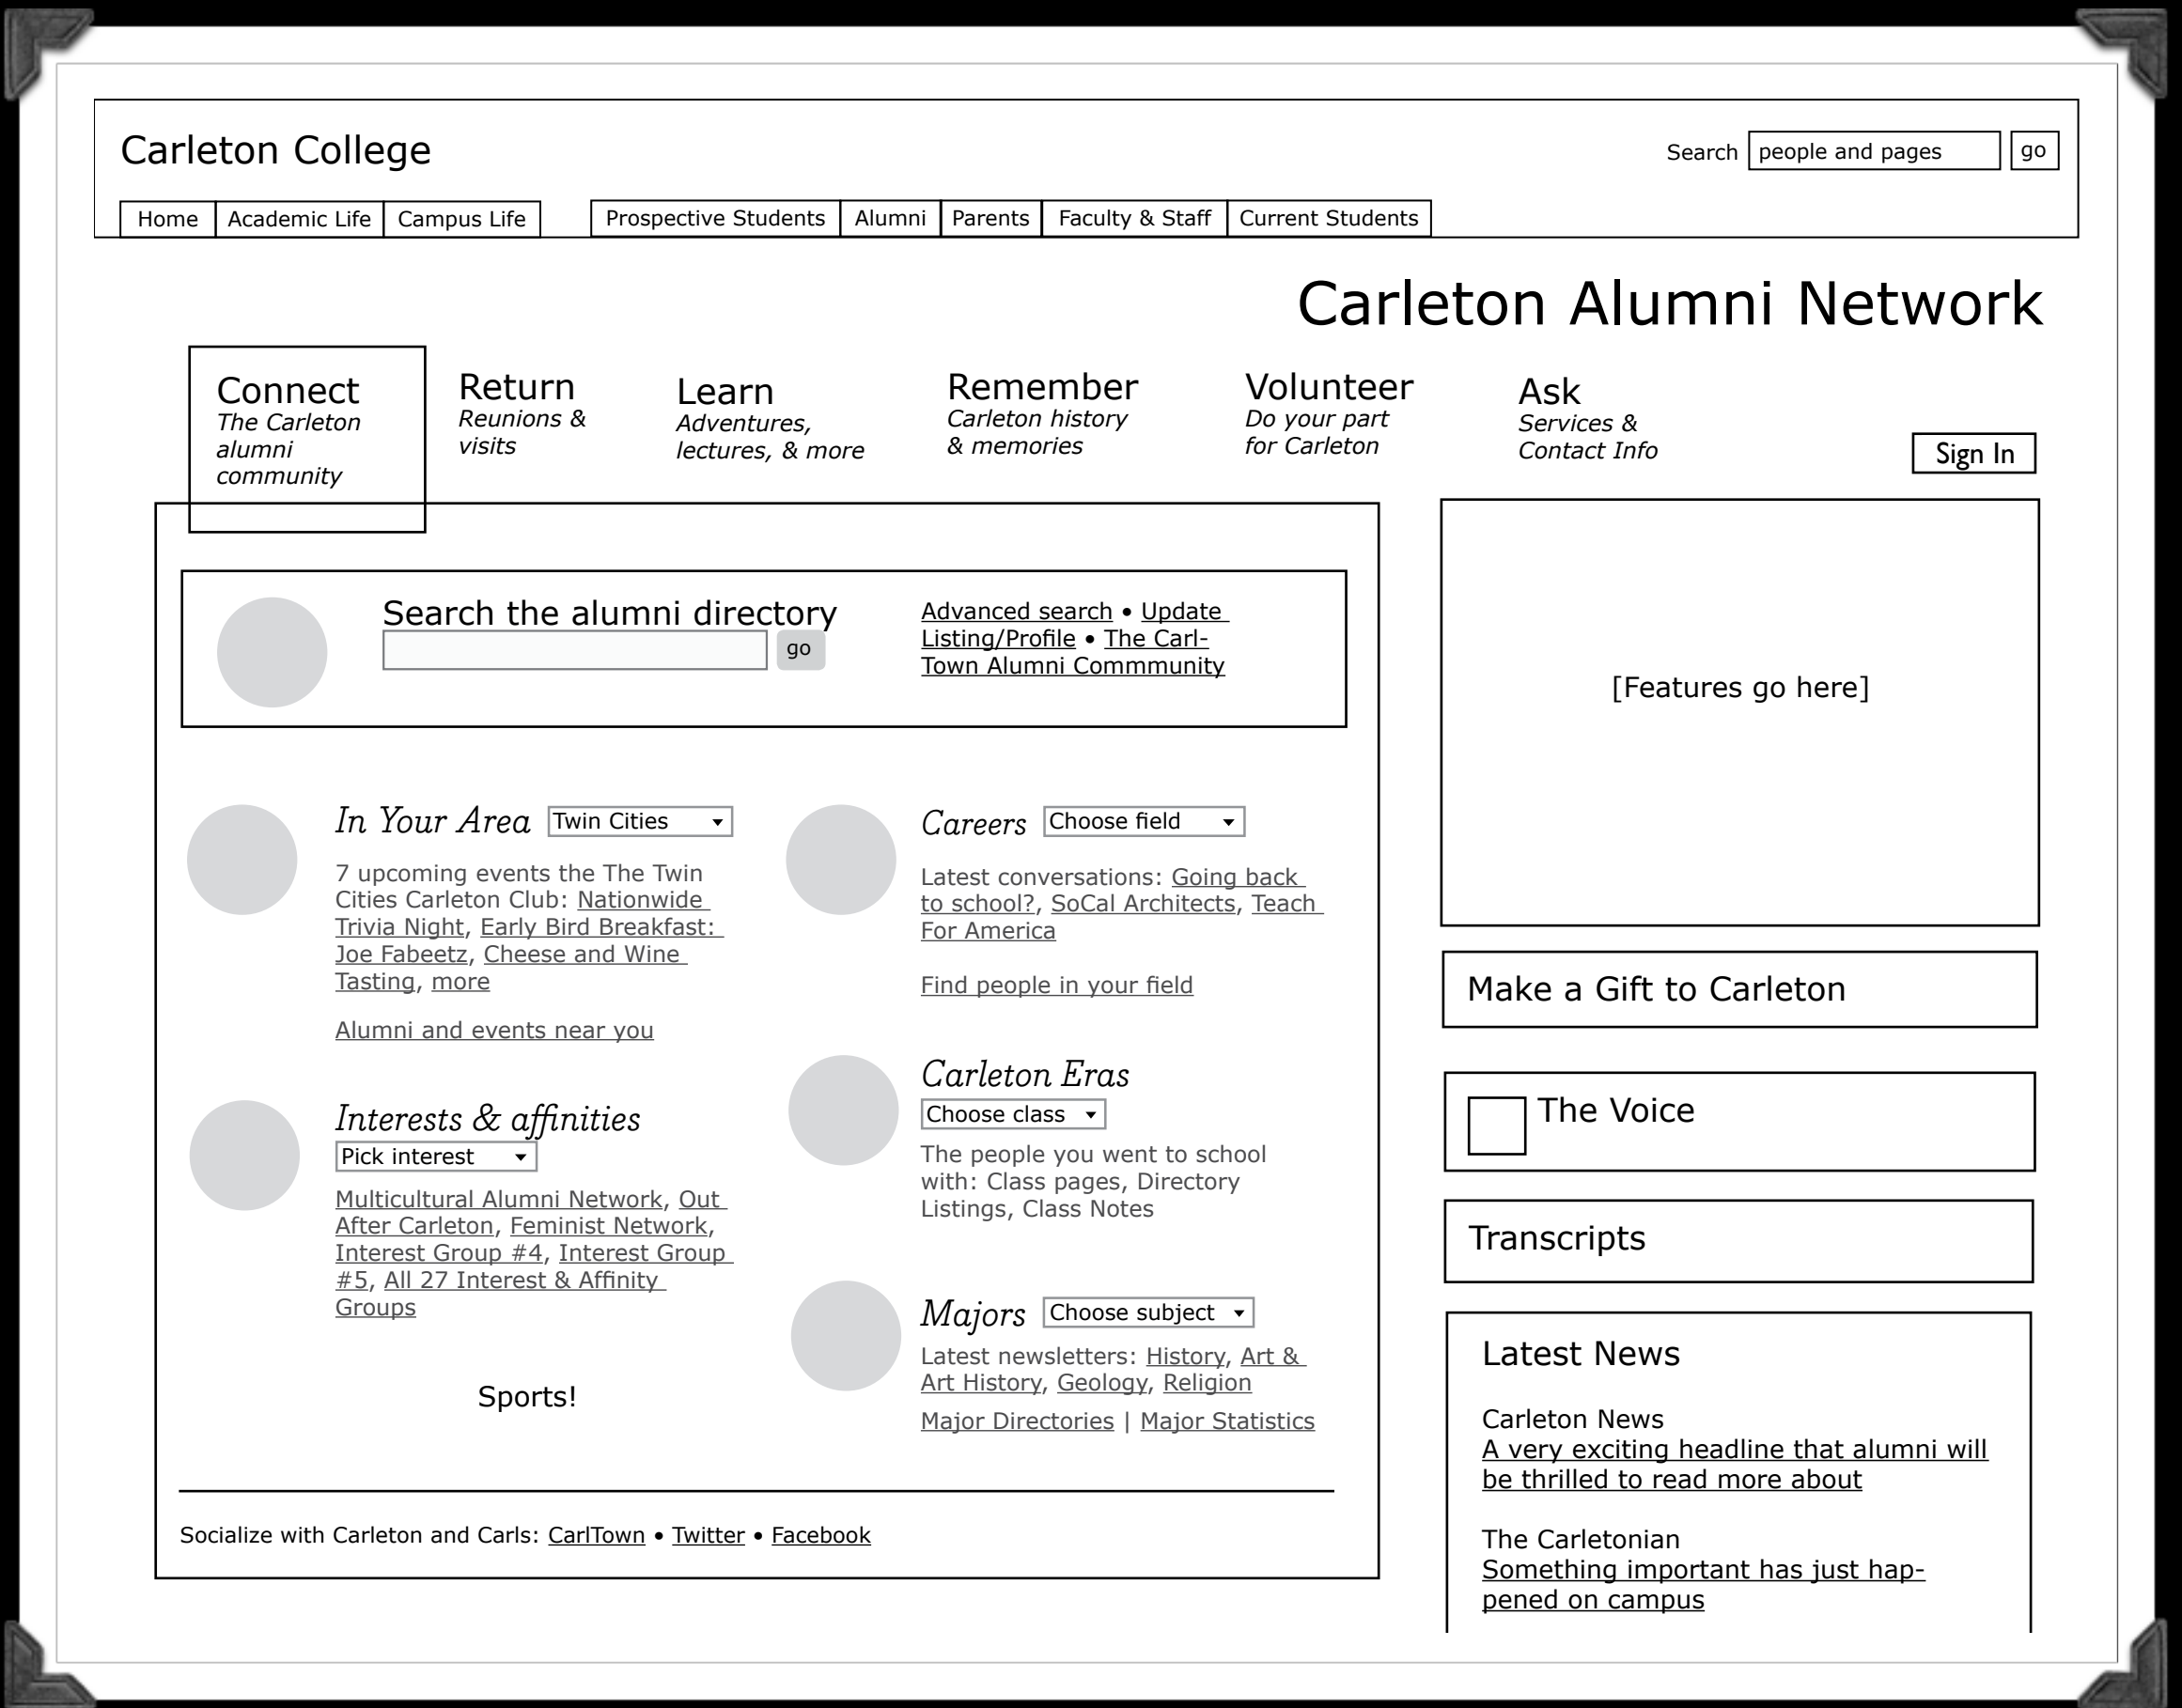 Carleton College
Search people and pages go
Home Academic Life Campus Life Prospective Students Alumni Parents Faculty & Staff Current Students
Carleton Alumni Network
Connect
The Carleton
alumni
community
Return
Reunions &
visits
Learn
Adventures,
lectures, & more
Remember
Carleton history
& memories
Volunteer
Do your part
for Carleton
Ask
Services &
Contact Info
Sign In
Search the alumni directory
go
Advanced search • Update
Listing/Profile • The Carl-
Town Alumni Commmunity
In Your Area Twin Cities
7 upcoming events the The Twin
Cities Carleton Club: Nationwide
Trivia Night, Early Bird Breakfast:
Joe Fabeetz, Cheese and Wine
Tasting, more
Alumni and events near you
Interests & affinities
Pick interest
Multicultural Alumni Network, Out
After Carleton, Feminist Network,
Interest Group #4, Interest Group
#5, All 27 Interest & Affinity
Groups
Sports!
Careers Choose field
Latest conversations: Going back
to school?, SoCal Architects, Teach
For America
Find people in your field
Carleton Eras
Choose class
The people you went to school
with: Class pages, Directory
Listings, Class Notes
Majors Choose subject
Latest newsletters: History, Art &
Art History, Geology, Religion
Major Directories | Major Statistics
Socialize with Carleton and Carls: CarlTown • Twitter • Facebook
[Features go here]
Make a Gift to Carleton
The Voice
Transcripts
Latest News
Carleton News
A very exciting headline that alumni will
be thrilled to read more about
The Carletonian
Something important has just hap-
pened on campus